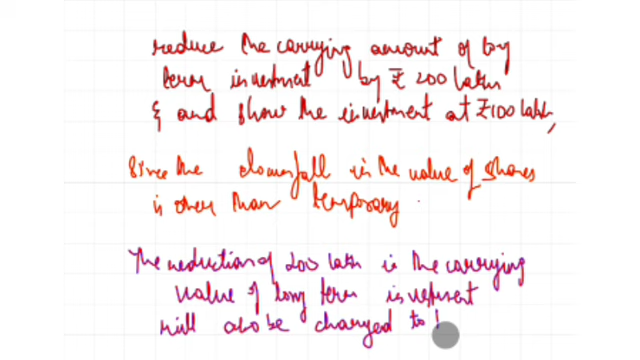 reduce the carrying amount of long
term investment by ₹ 200 lakhs
& and show the investment at ₹100 lakh,
Since the downfall in the value of shares
is other than temporary.
The reduction of 200 lakh in the carrying
value of long term investment
will also be charged to